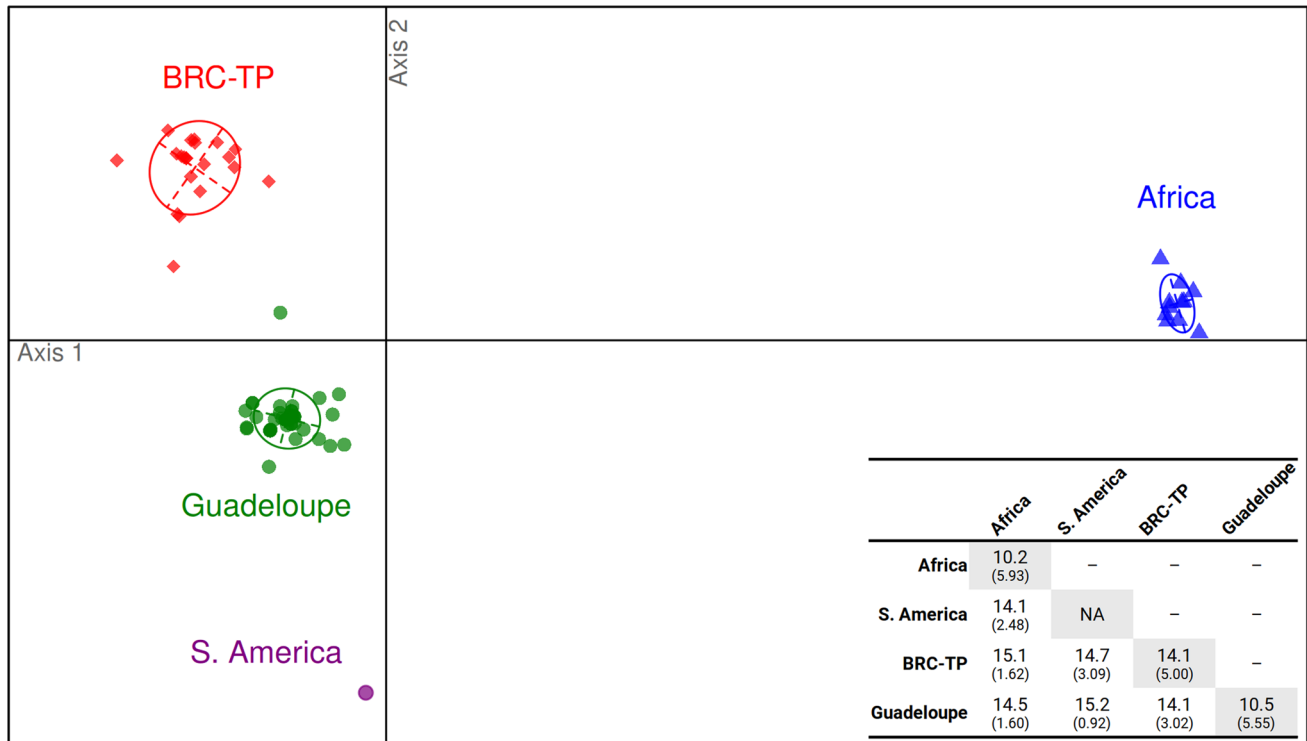 Axis 2
BRC-TP
Africa
Axis 1
Guadeloupe
S. America
Africa S. America BRC-TP Guadeloupe
Africa 10.2 – – –
(5.93)
S. America 14.1 NA – –
(2.48)
BRC-TP 15.1 14.7 14.1 –
(1.62) (3.09) (5.00)
Guadeloupe 14.5 15.2 14.1 10.5
(1.60) (0.92) (3.02) (5.55)